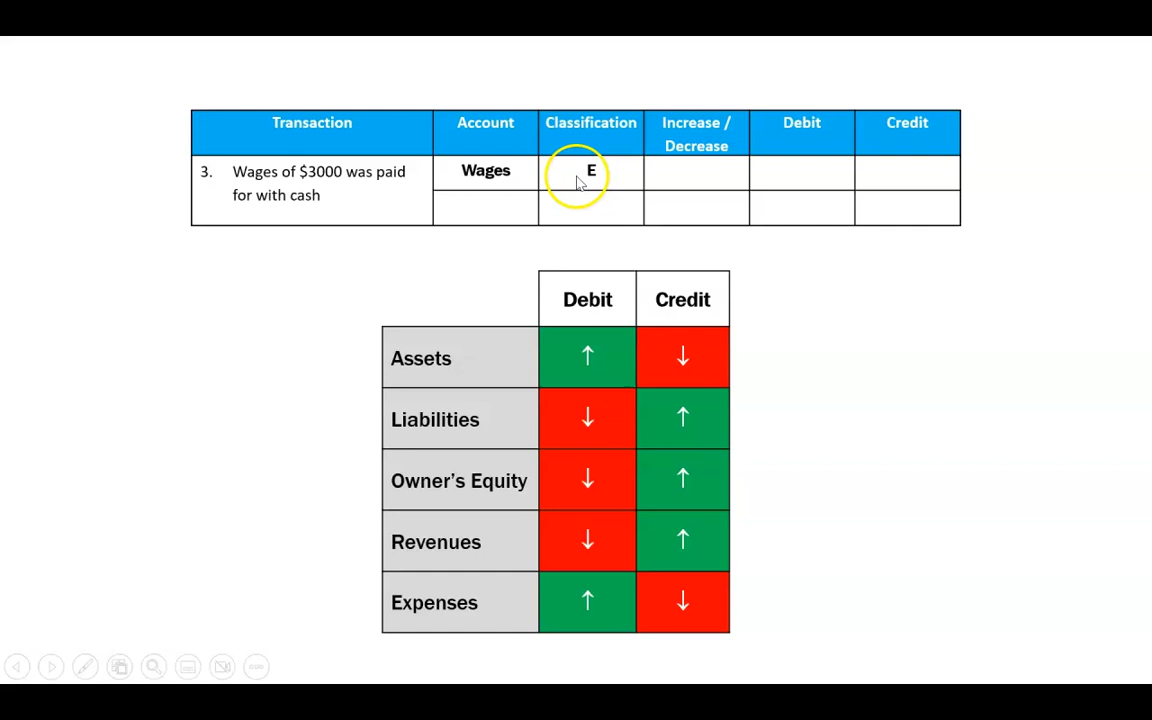 Transaction Account Classification Increase / Decrease Debit Credit
3. Wages of $3000 was paid for with cash Wages E
Debit Credit
Assets ↑ ↓
Liabilities ↓ ↑
Owner's Equity ↓ ↑
Revenues ↓ ↑
Expenses ↑ ↓